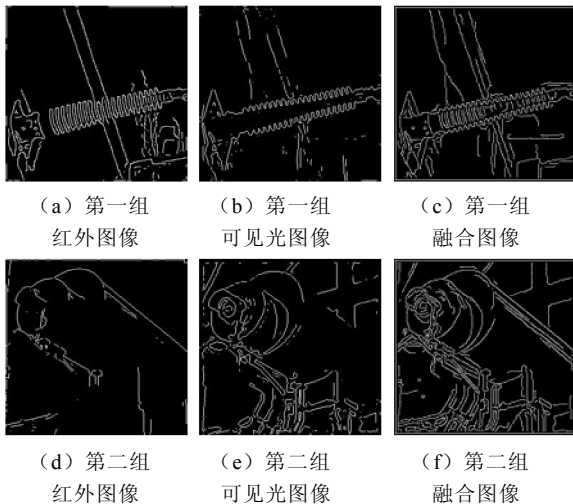 （a）第一组
红外图像
（b）第一组
可见光图像
（c）第一组
融合图像
（d）第二组
红外图像
（e）第二组
可见光图像
（f）第二组
融合图像